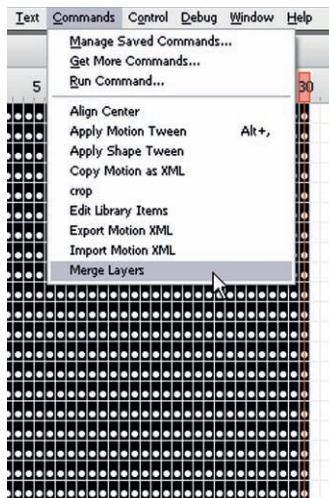 Text Commands Control Debug Window Help
Manage Saved Commands...
Get More Commands...
Run Command...
5
30
Align Center
Apply Motion Tween Alt+,
Apply Shape Tween
Copy Motion as XML
crop
Edit Library Items
Export Motion XML
Import Motion XML
Merge Layers